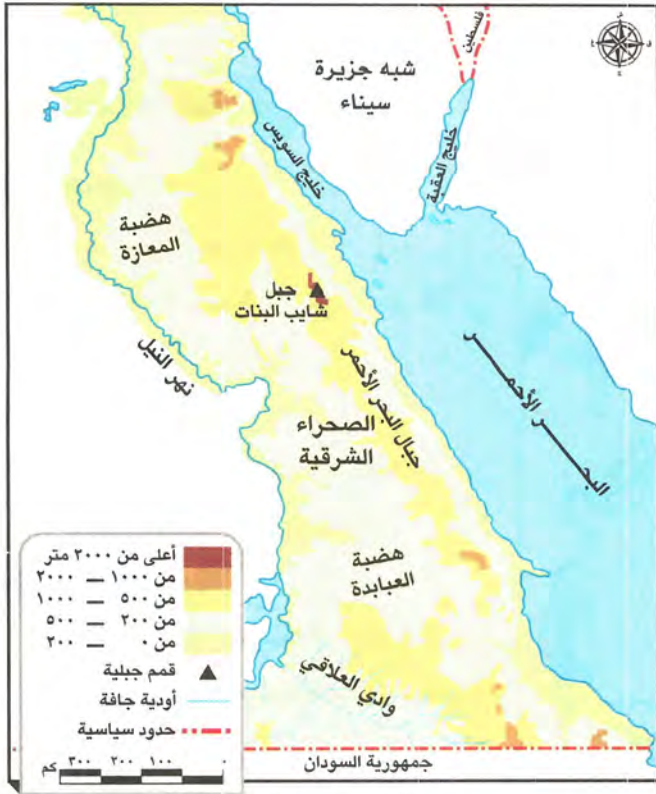 فلسطين
شبه جزيرة
سيناء
خليج السويس
خليج العقبة
هضبة
المعازة
جبل
شايب البنات
نهر النيل
جبال البحر الأحمر
البحـــر الأحمـــر
الصحراء
الشرقية
هضبة
العبابدة
وادي العلاقي
أعلى من ٢٠٠٠ متر
من ١٠٠٠ — ٢٠٠٠
من ٥٠٠ — ١٠٠٠
من ٢٠٠ — ٥٠٠
من ٠ — ٢٠٠
قمم جبلية
أودية جافة
حدود سياسية
٠ ١٠٠ ٢٠٠ ٣٠٠ كم
جمهورية السودان